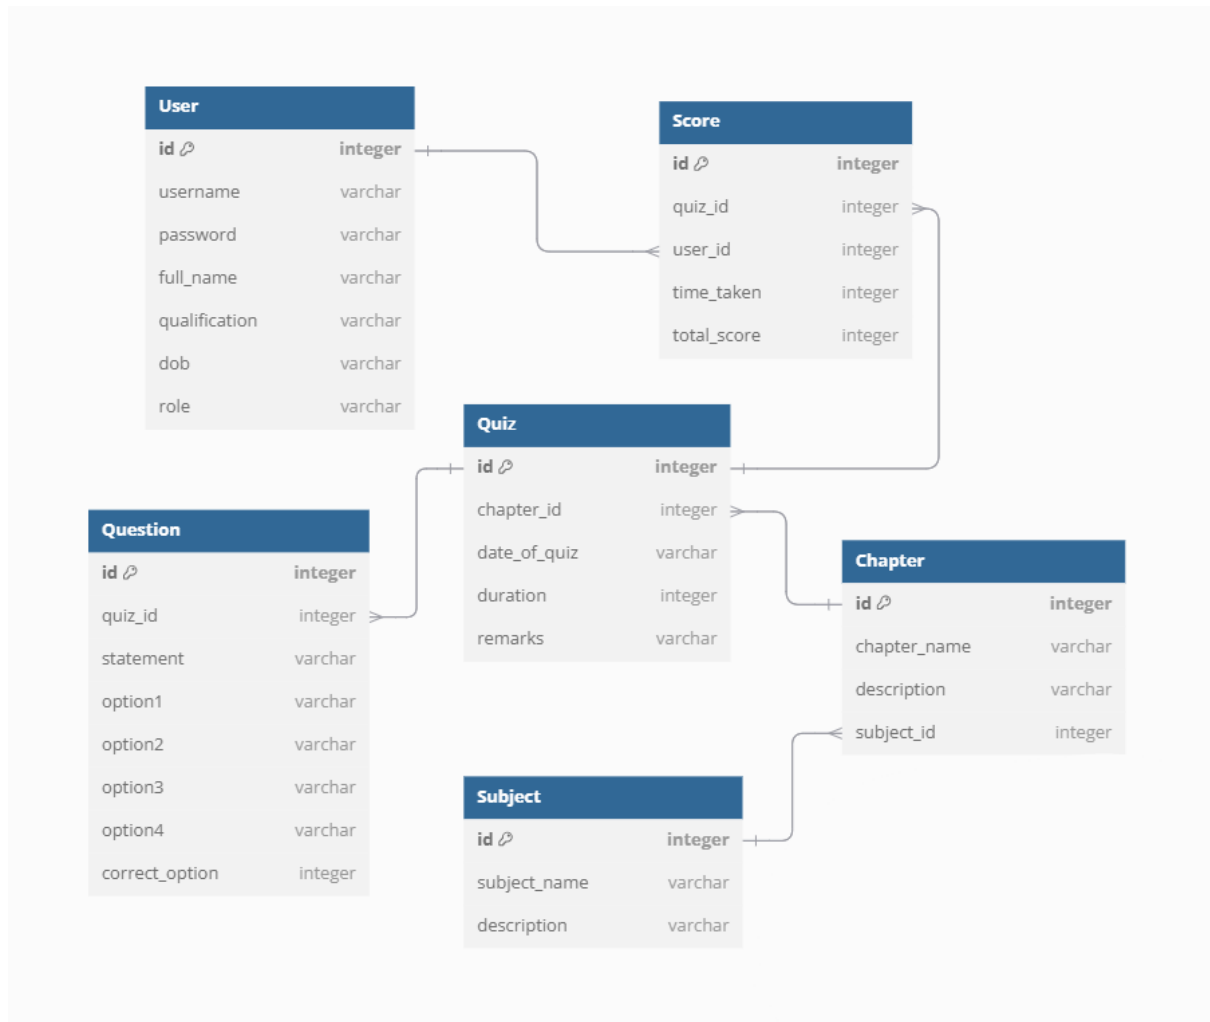 User
id integer
username varchar
password varchar
full_name varchar
qualification varchar
dob varchar
role varchar
Score
id integer
quiz_id integer
user_id integer
time_taken integer
total_score integer
Quiz
id integer
chapter_id integer
date_of_quiz varchar
duration integer
remarks varchar
Question
id integer
quiz_id integer
statement varchar
option1 varchar
option2 varchar
option3 varchar
option4 varchar
correct_option integer
Chapter
id integer
chapter_name varchar
description varchar
subject_id integer
Subject
id integer
subject_name varchar
description varchar